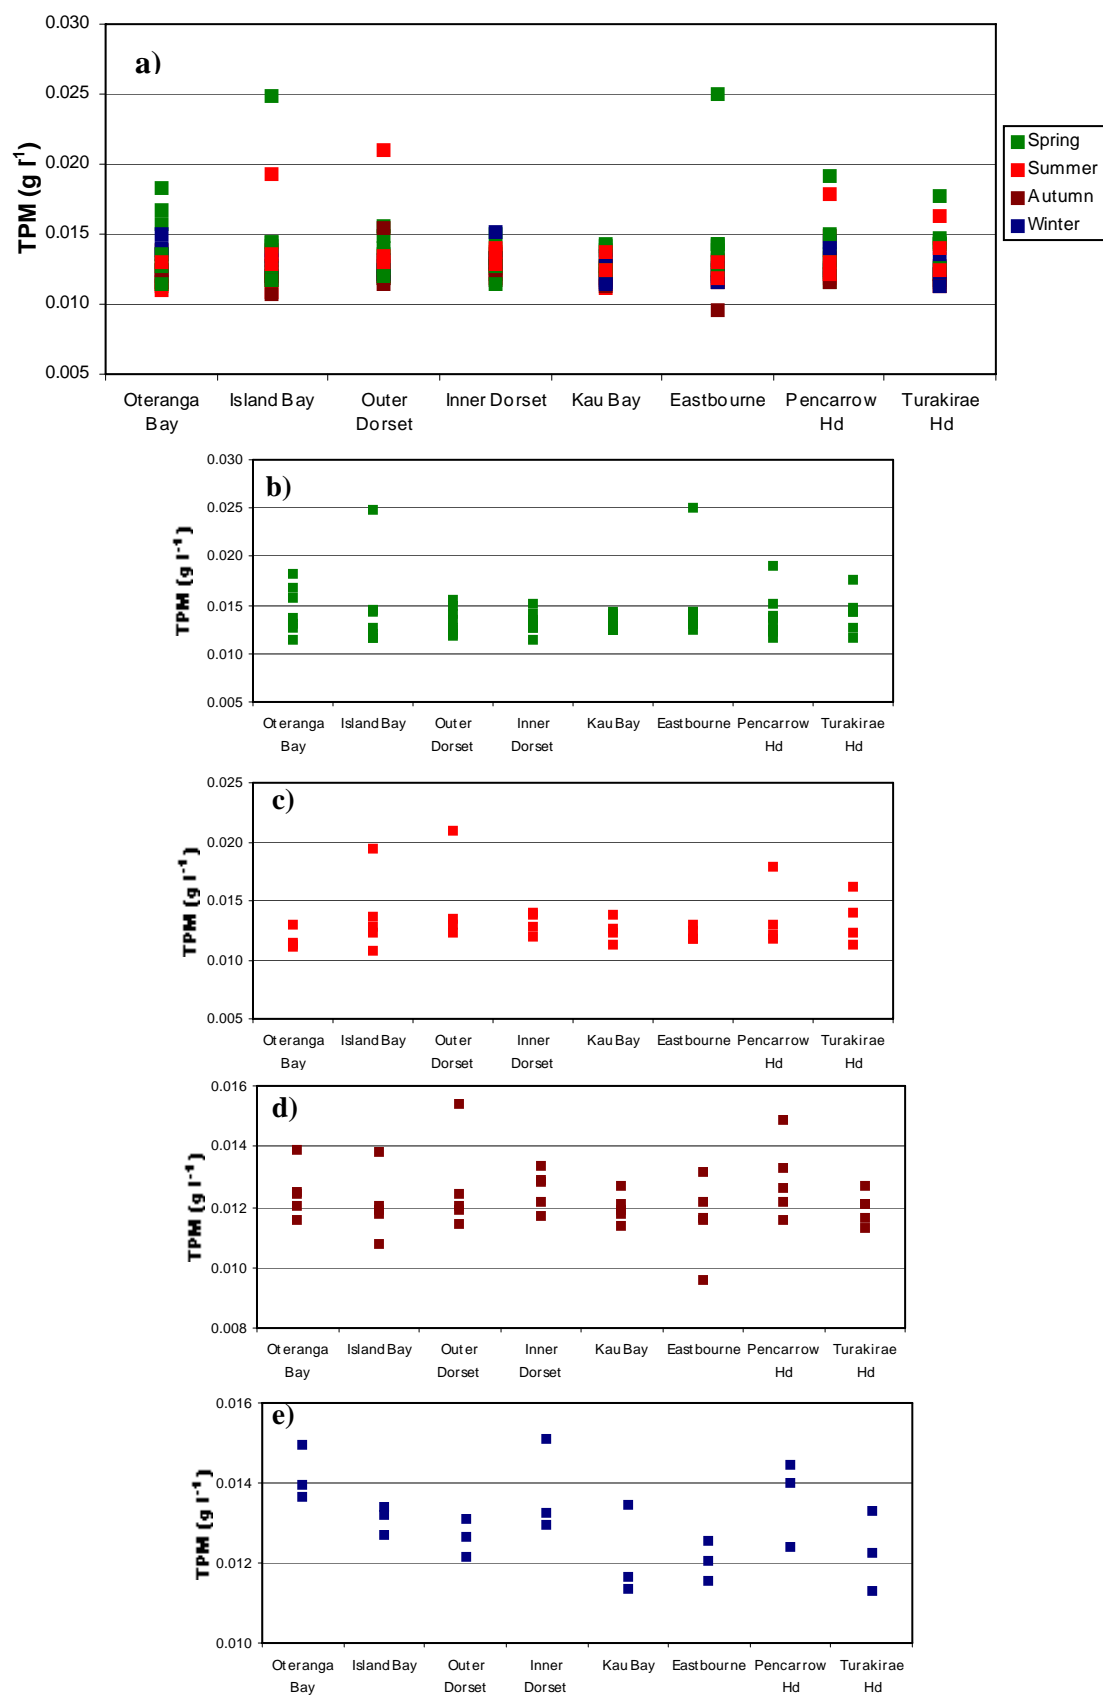 a)
TPM (g l¹)
0.030
0.025
0.020
0.015
0.010
0.005
Oteranga Bay
Island Bay
Outer Dorset
Inner Dorset
Kau Bay
Eastbourne
Pencarrow Hd
Turakirae Hd
Spring
Summer
Autumn
Winter
b)
TPM (g l⁻¹)
0.030
0.025
0.020
0.015
0.010
0.005
Oteranga Bay
Island Bay
Outer Dorset
Inner Dorset
Kau Bay
Eastbourne
Pencarrow Hd
Turakirae Hd
c)
TPM (g l⁻¹)
0.025
0.020
0.015
0.010
0.005
Oteranga Bay
Island Bay
Outer Dorset
Inner Dorset
Kau Bay
Eastbourne
Pencarrow Hd
Turakirae Hd
d)
TPM (g l⁻¹)
0.016
0.014
0.012
0.010
0.008
Oteranga Bay
Island Bay
Outer Dorset
Inner Dorset
Kau Bay
Eastbourne
Pencarrow Hd
Turakirae Hd
e)
TPM (g l⁻¹)
0.016
0.014
0.012
0.010
Oteranga Bay
Island Bay
Outer Dorset
Inner Dorset
Kau Bay
Eastbourne
Pencarrow Hd
Turakirae Hd